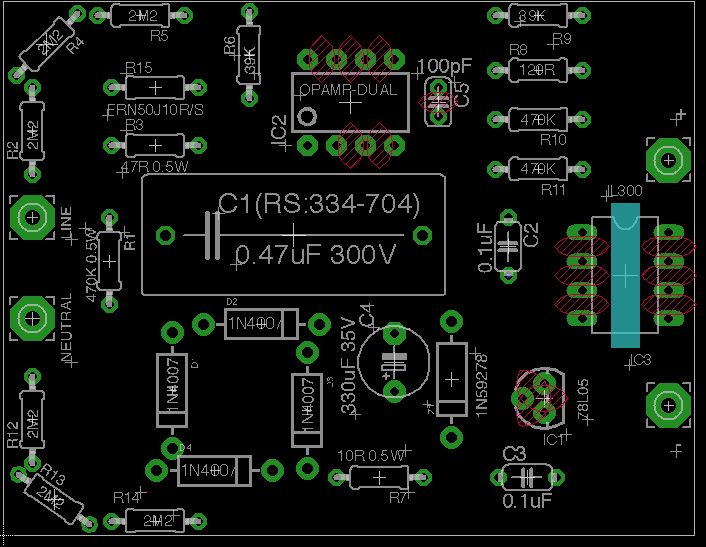 R4
2M2
2M2
R5
R6
39K
39K
R9
R15
ERN50J10R/S
OPAMP-DUAL
IC2
100pF
C5
R8
120R
R2
2M2
R3
47R 0.5W
470K
R10
470K
R11
LINE
470K 0.5W
R1
C1(RS:334-704)
0.47uF 300V
0.1uF
C2
IL300
IC3
NEUTRAL
D2
1N4007
1N4007
1N4007
330uF 35V
C4
1N5927B
78L05
IC1
R12
2M2
D4
1N4007
10R 0.5W
R7
C3
0.1uF
R13
2M2
R14
2M2
+
-